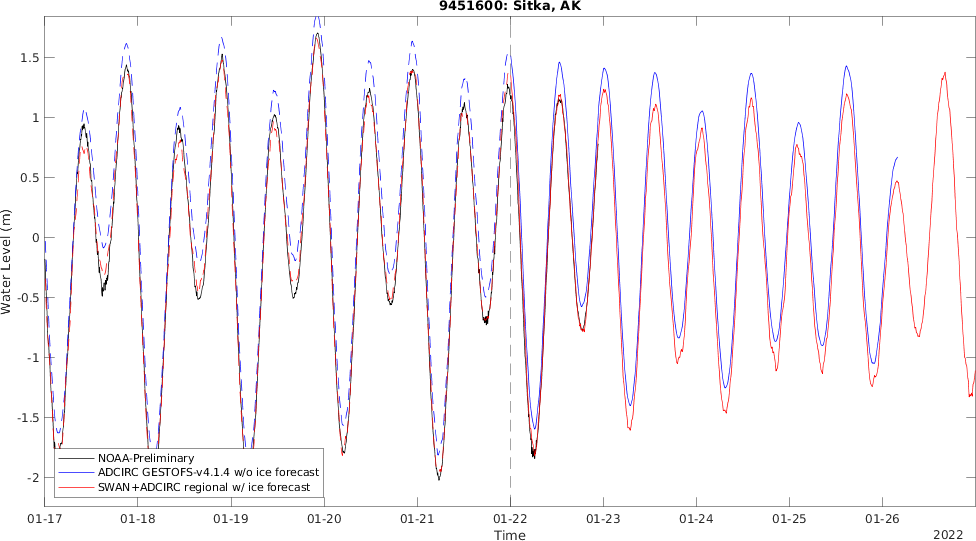 9451600: Sitka, AK
1.5
1
0.5
0
-0.5
-1
-1.5
-2
Water Level (m)
NOAA-Preliminary
ADCIRC GESTOFS-v4.1.4 w/o ice forecast
SWAN+ADCIRC regional w/ ice forecast
01-17 01-18 01-19 01-20 01-21 01-22 01-23 01-24 01-25 01-26
Time
2022